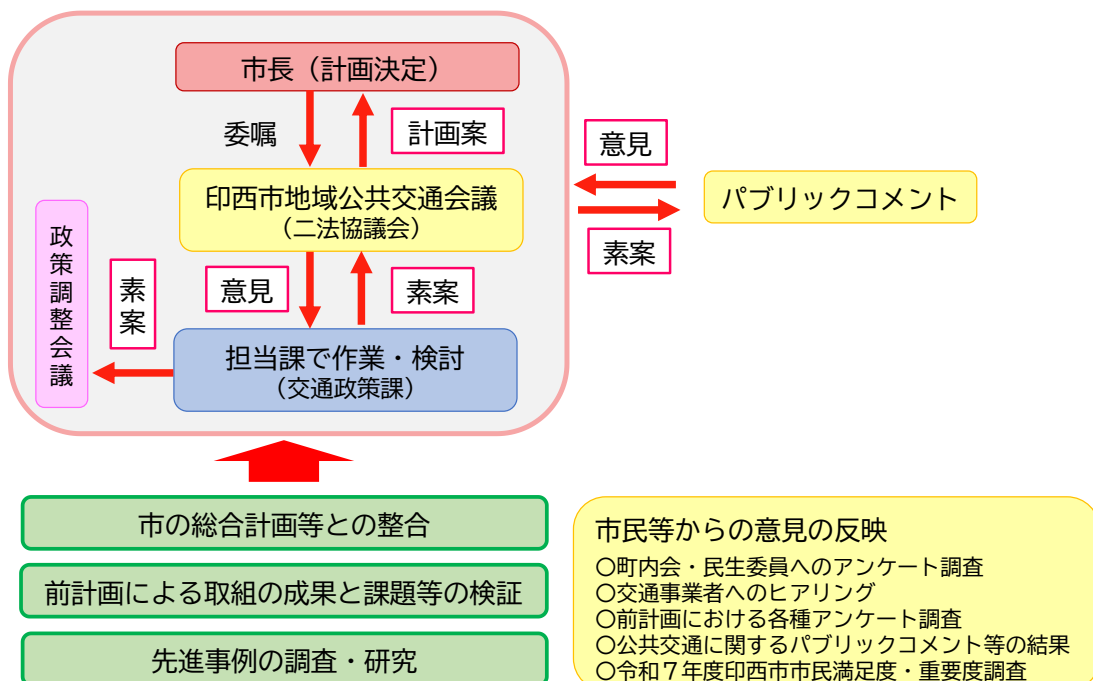 市長（計画決定）
委嘱
計画案
意見
印西市地域公共交通会議
（二法協議会）
パブリックコメント
素案
政策調整会議
素案
意見
素案
担当課で作業・検討
（交通政策課）
市の総合計画等との整合
前計画による取組の成果と課題等の検証
先進事例の調査・研究
市民等からの意見の反映
○町内会・民生委員へのアンケート調査
○交通事業者へのヒアリング
○前計画における各種アンケート調査
○公共交通に関するパブリックコメント等の結果
○令和７年度印西市市民満足度・重要度調査